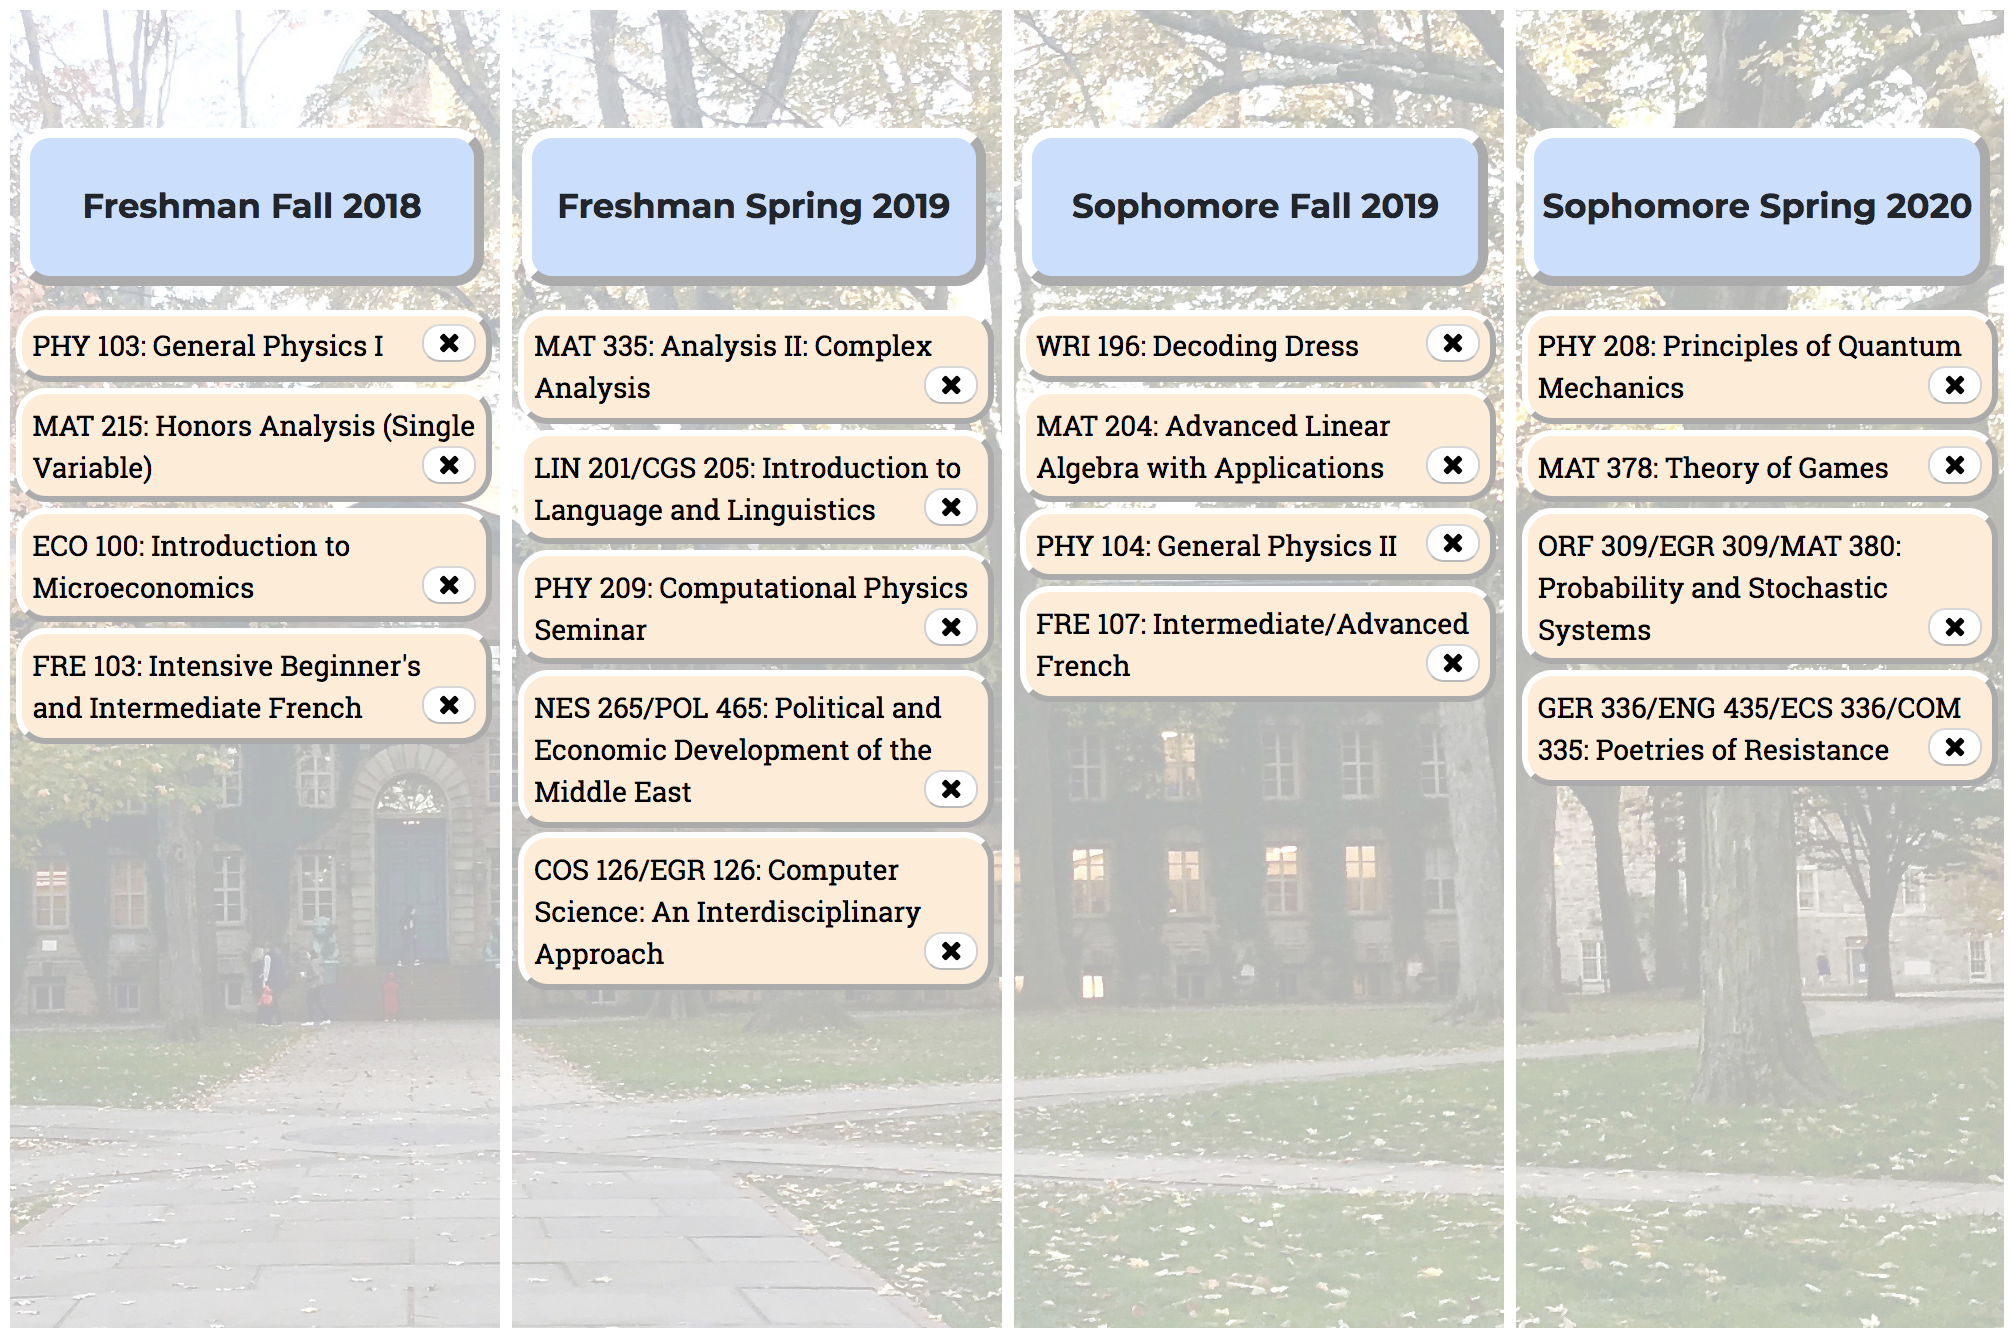 Freshman Fall 2018
PHY 103: General Physics I
MAT 215: Honors Analysis (Single
Variable)
ECO 100: Introduction to
Microeconomics
FRE 103: Intensive Beginner's
and Intermediate French
Freshman Spring 2019
MAT 335: Analysis II: Complex
Analysis
LIN 201/CGS 205: Introduction to
Language and Linguistics
PHY 209: Computational Physics
Seminar
NES 265/POL 465: Political and
Economic Development of the
Middle East
COS 126/EGR 126: Computer
Science: An Interdisciplinary
Approach
Sophomore Fall 2019
WRI 196: Decoding Dress
MAT 204: Advanced Linear
Algebra with Applications
PHY 104: General Physics II
FRE 107: Intermediate/Advanced
French
Sophomore Spring 2020
PHY 208: Principles of Quantum
Mechanics
MAT 378: Theory of Games
ORF 309/EGR 309/MAT 380:
Probability and Stochastic
Systems
GER 336/ENG 435/ECS 336/COM
335: Poetries of Resistance